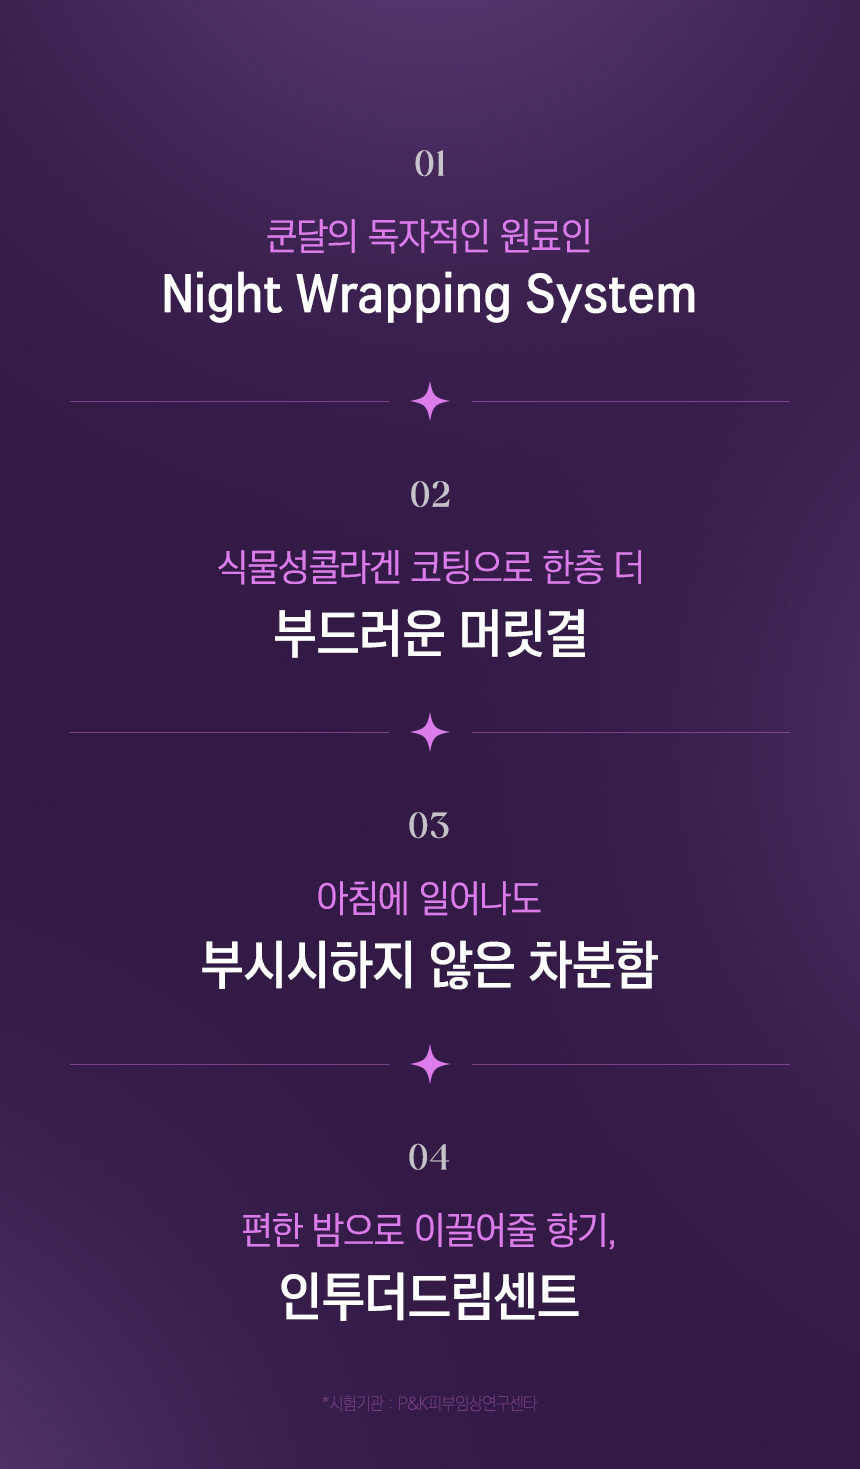 01
쿤달의 독자적인 원료인
Night Wrapping System
02
식물성콜라겐 코팅으로 한층 더
부드러운 머릿결
03
아침에 일어나도
부시시하지 않은 차분함
04
편한 밤으로 이끌어줄 향기,
인투더드림센트
*시험기관 : P&K피부임상연구센타